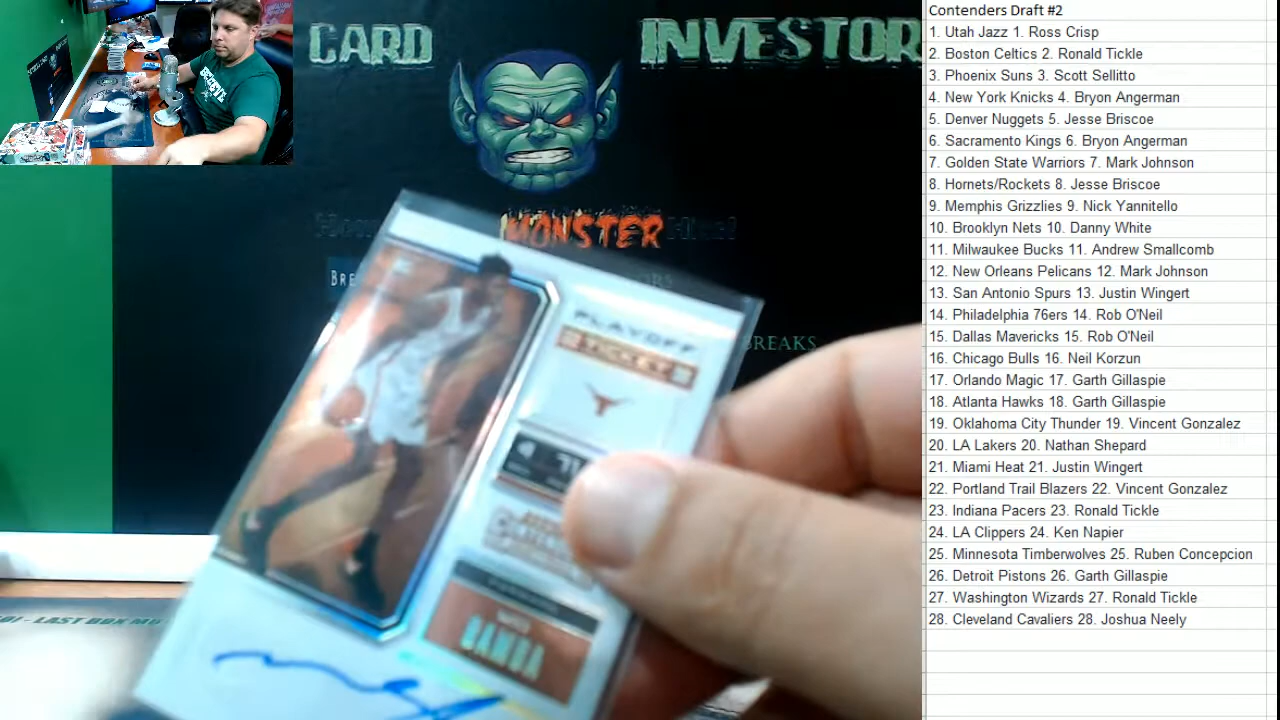 CARD INVESTOR
MONSTER
BRE
BREAKS
PLAYOFF
TICKET
BAMBA
LAST BOX
Contenders Draft #2
1. Utah Jazz 1. Ross Crisp
2. Boston Celtics 2. Ronald Tickle
3. Phoenix Suns 3. Scott Sellitto
4. New York Knicks 4. Bryon Angerman
5. Denver Nuggets 5. Jesse Briscoe
6. Sacramento Kings 6. Bryon Angerman
7. Golden State Warriors 7. Mark Johnson
8. Hornets/Rockets 8. Jesse Briscoe
9. Memphis Grizzlies 9. Nick Yannitello
10. Brooklyn Nets 10. Danny White
11. Milwaukee Bucks 11. Andrew Smallcomb
12. New Orleans Pelicans 12. Mark Johnson
13. San Antonio Spurs 13. Justin Wingert
14. Philadelphia 76ers 14. Rob O'Neil
15. Dallas Mavericks 15. Rob O'Neil
16. Chicago Bulls 16. Neil Korzun
17. Orlando Magic 17. Garth Gillaspie
18. Atlanta Hawks 18. Garth Gillaspie
19. Oklahoma City Thunder 19. Vincent Gonzalez
20. LA Lakers 20. Nathan Shepard
21. Miami Heat 21. Justin Wingert
22. Portland Trail Blazers 22. Vincent Gonzalez
23. Indiana Pacers 23. Ronald Tickle
24. LA Clippers 24. Ken Napier
25. Minnesota Timberwolves 25. Ruben Concepcion
26. Detroit Pistons 26. Garth Gillaspie
27. Washington Wizards 27. Ronald Tickle
28. Cleveland Cavaliers 28. Joshua Neely